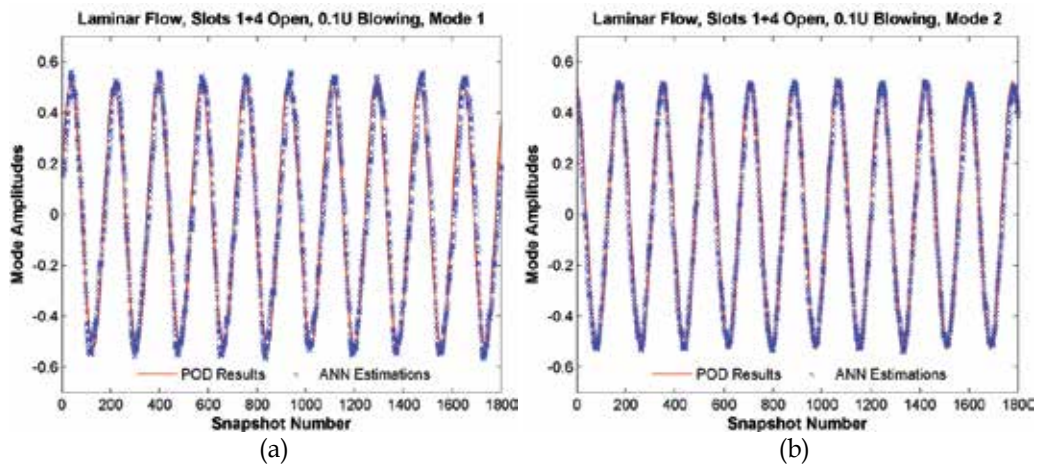 Laminar Flow, Slots 1+4 Open, 0.1U Blowing, Mode 1
Mode Amplitudes
0.6
0.4
0.2
0
-0.2
-0.4
-0.6
POD Results
ANN Estimations
0 200 400 600 800 1000 1200 1400 1600 1800
Snapshot Number
(a)
Laminar Flow, Slots 1+4 Open, 0.1U Blowing, Mode 2
Mode Amplitudes
0.6
0.4
0.2
0
-0.2
-0.4
-0.6
POD Results
ANN Estimations
0 200 400 600 800 1000 1200 1400 1600 1800
Snapshot Number
(b)